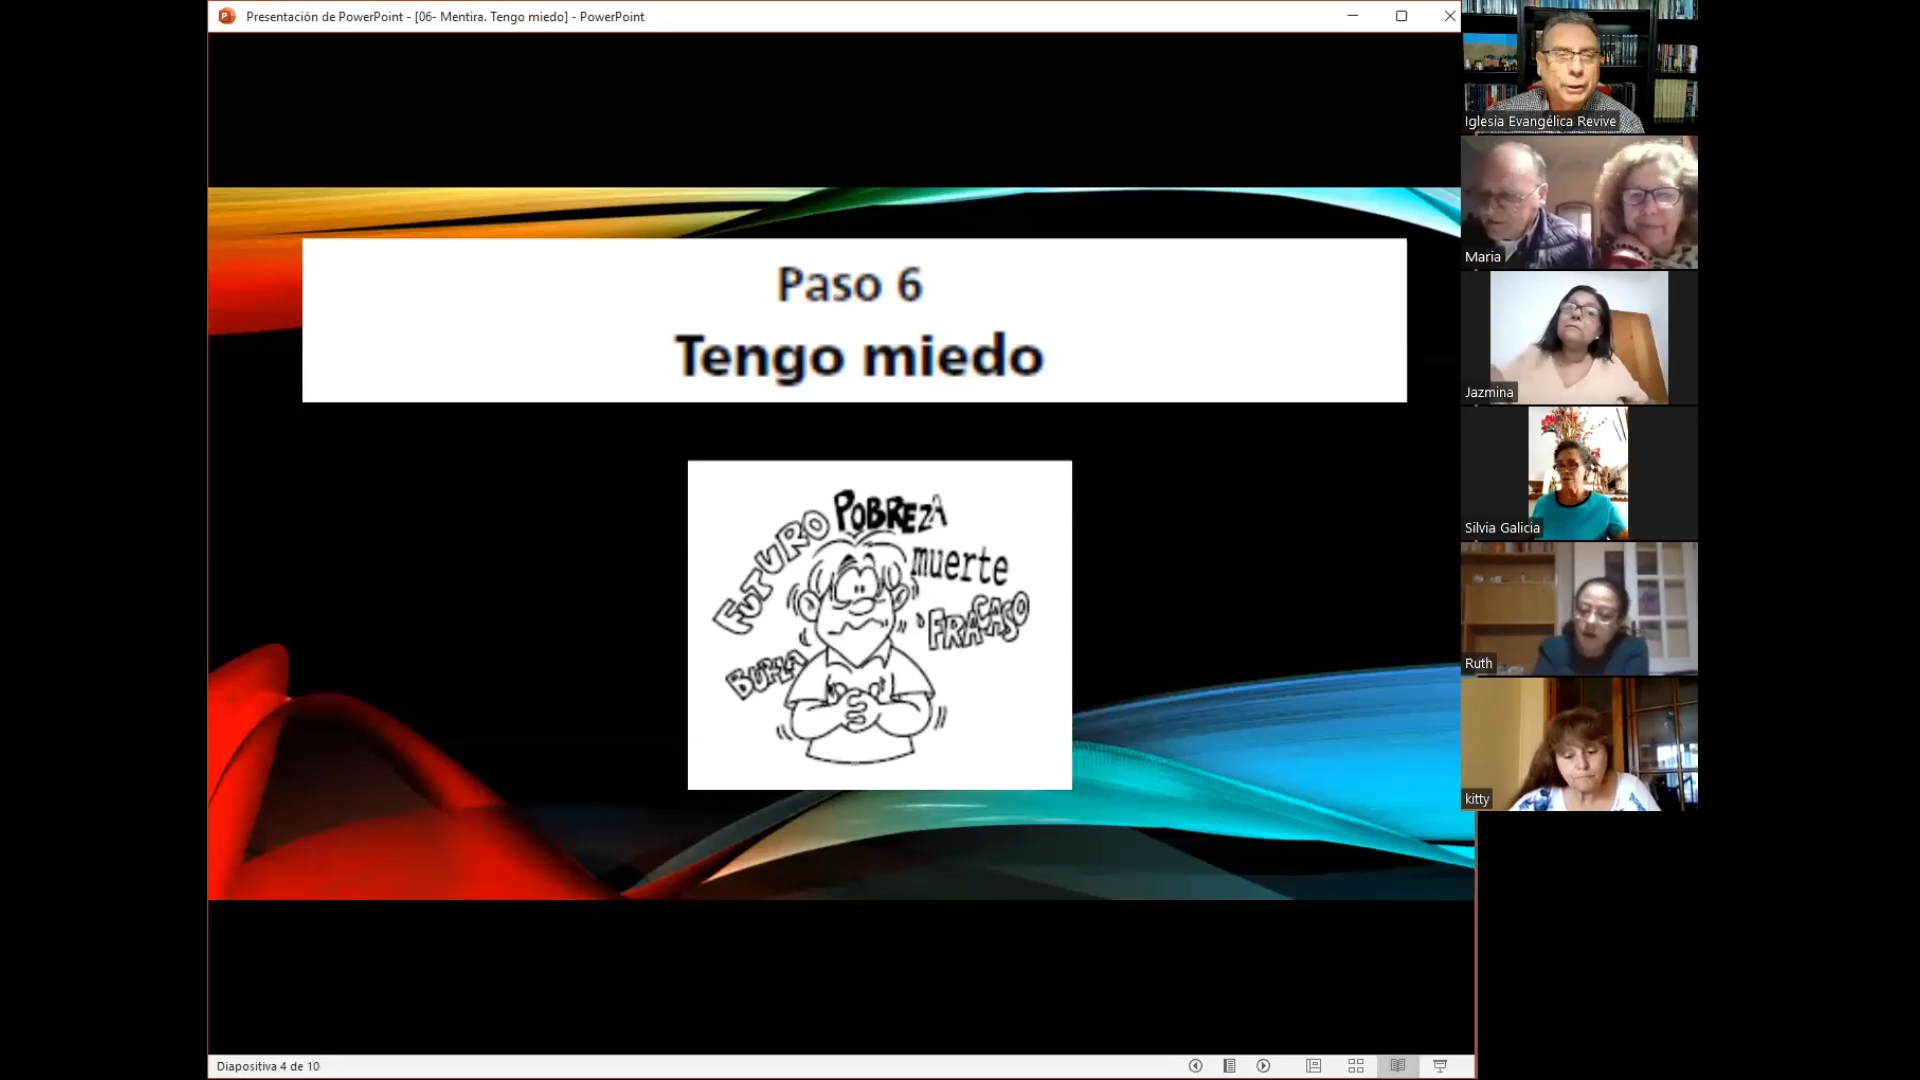 Presentación de PowerPoint - [06- Mentira. Tengo miedo] - PowerPoint
Paso 6
Tengo miedo
FUTURO
POBREZA
muerte
FRACASO
BURLA
Diapositiva 4 de 10
Iglesia Evangélica Revive
Maria
Jazmina
Silvia Galicia
Ruth
kitty